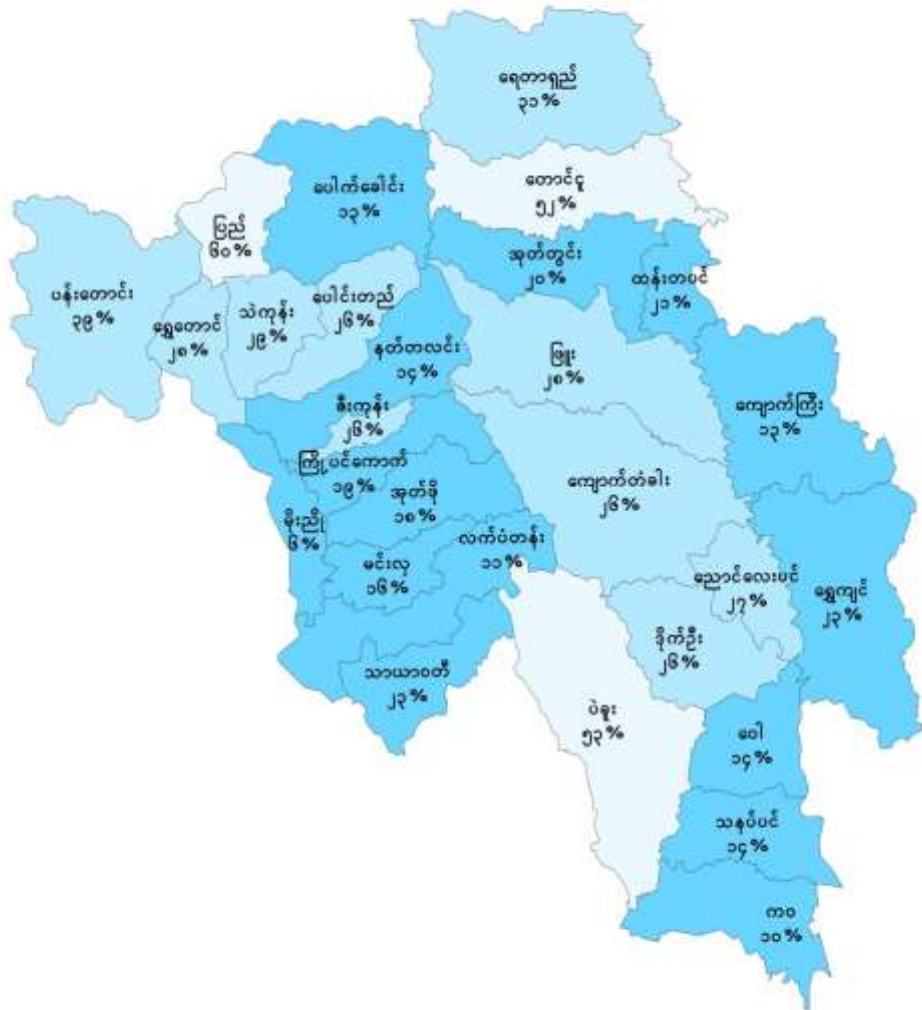 ရေတာရှည်
၃၁%
တောင်ငူ
၅၂%
ပေါက်ခေါင်း
၁၃%
ပြည်
၆၀%
အုတ်တွင်း
၂၀%
ထန်းတပင်
၂၁%
ပန်းတောင်း
၃၉%
ရွှေတောင်
၂၈%
သဲကုန်း
၂၉%
ပေါင်းတည်
၂၆%
နတ်တလင်း
၁၄%
ဖြူး
၂၈%
ကျောက်ကြီး
၁၃%
ဇီးကုန်း
၂၆%
ကြို့ပင်ကောက်
၁၉%
အုတ်ဖို
၁၈%
ကျောက်တံခါး
၂၆%
မိုးညို
၆%
လက်ပံတန်း
၁၁%
မင်းလှ
၁၆%
ညောင်လေးပင်
၂၇%
ရွှေကျင်
၂၃%
ဒိုက်ဦး
၂၆%
သာယာဝတီ
၂၃%
ပဲခူး
၅၃%
ဝေါ
၁၄%
သနပ်ပင်
၁၄%
ကဝ
၁၀%